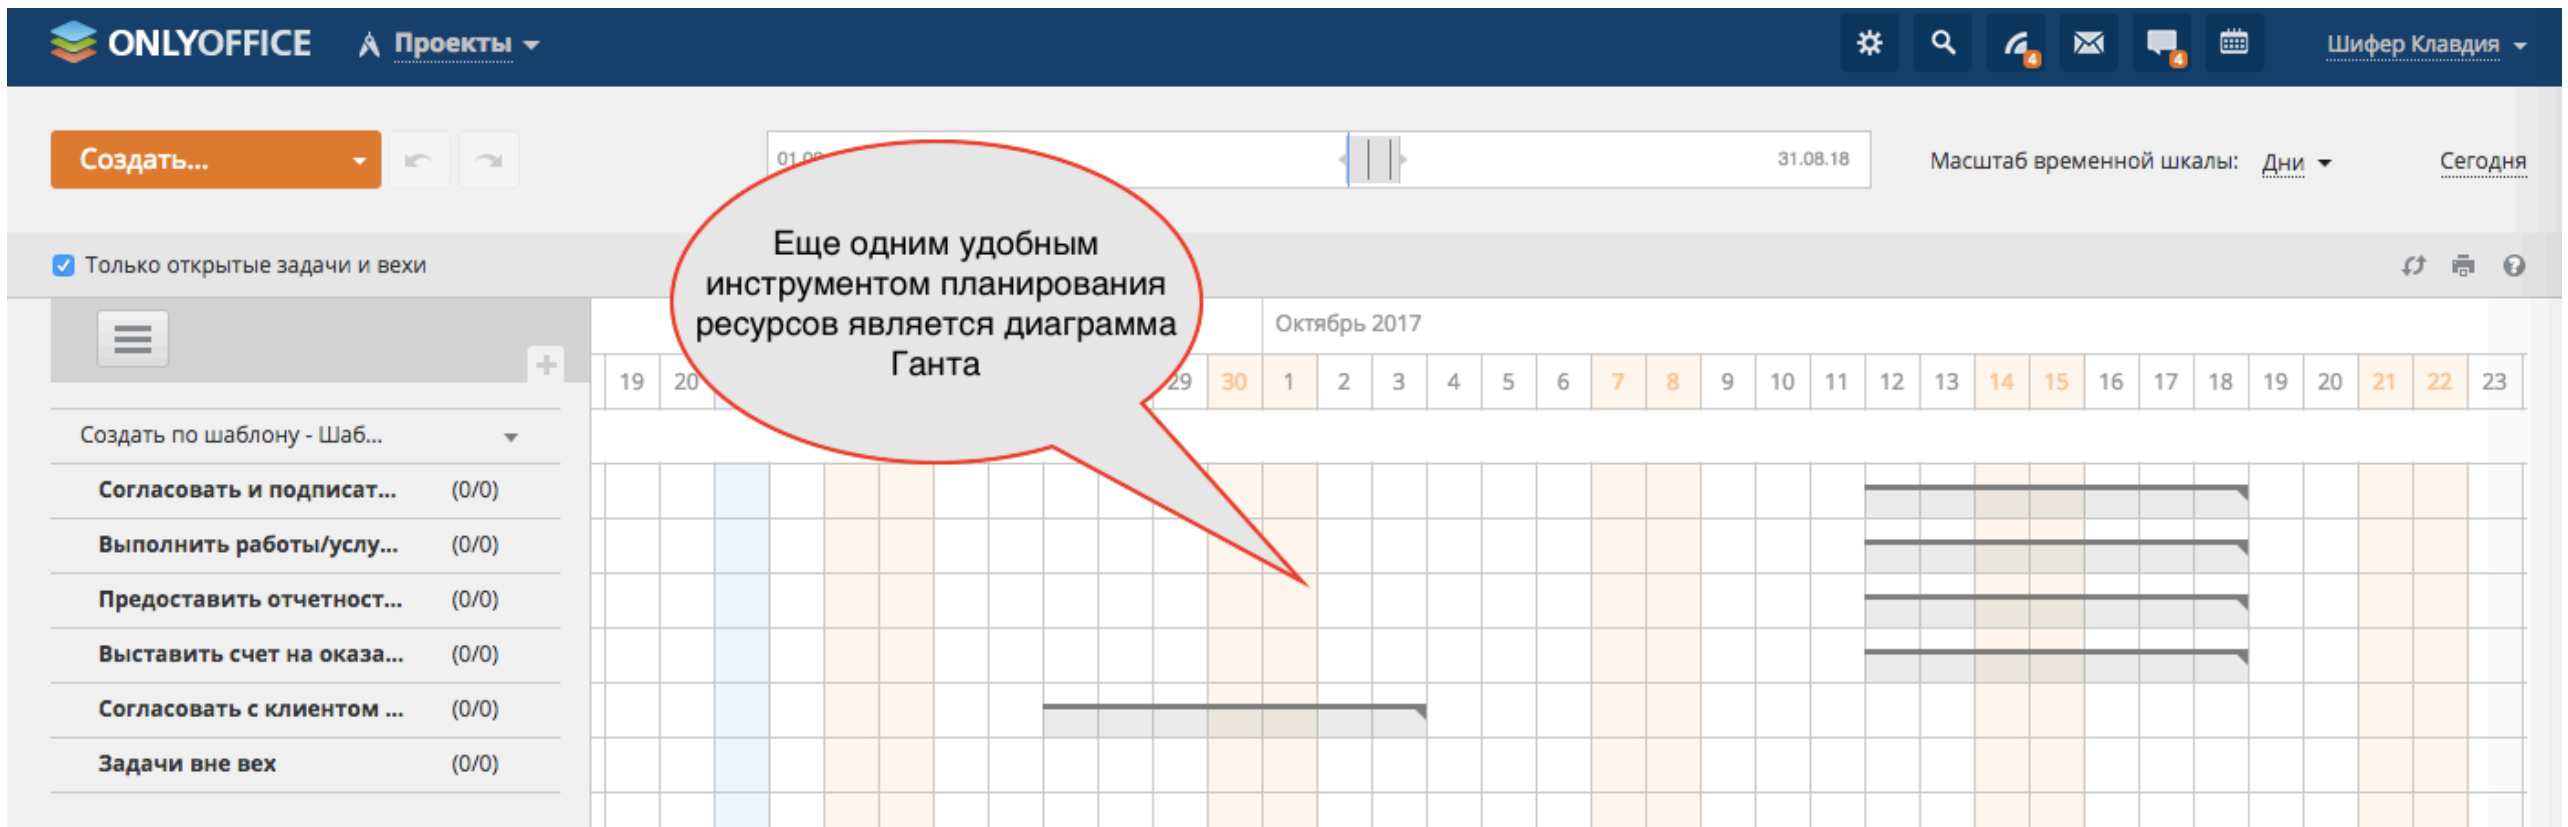 ONLYOFFICE Проекты 4 4 Шифер Клавдия
Создать... 31.08.18 Масштаб временной шкалы: Дни Сегодня
Еще одним удобным
инструментом планирования
ресурсов является диаграмма
Ганта
Только открытые задачи и вехи
Октябрь 2017
19 20 29 30 1 2 3 4 5 6 7 8 9 10 11 12 13 14 15 16 17 18 19 20 21 22 23
Создать по шаблону - Шаб...
Согласовать и подписат... (0/0)
Выполнить работы/услу... (0/0)
Предоставить отчетност... (0/0)
Выставить счет на оказа... (0/0)
Согласовать с клиентом ... (0/0)
Задачи вне вех (0/0)